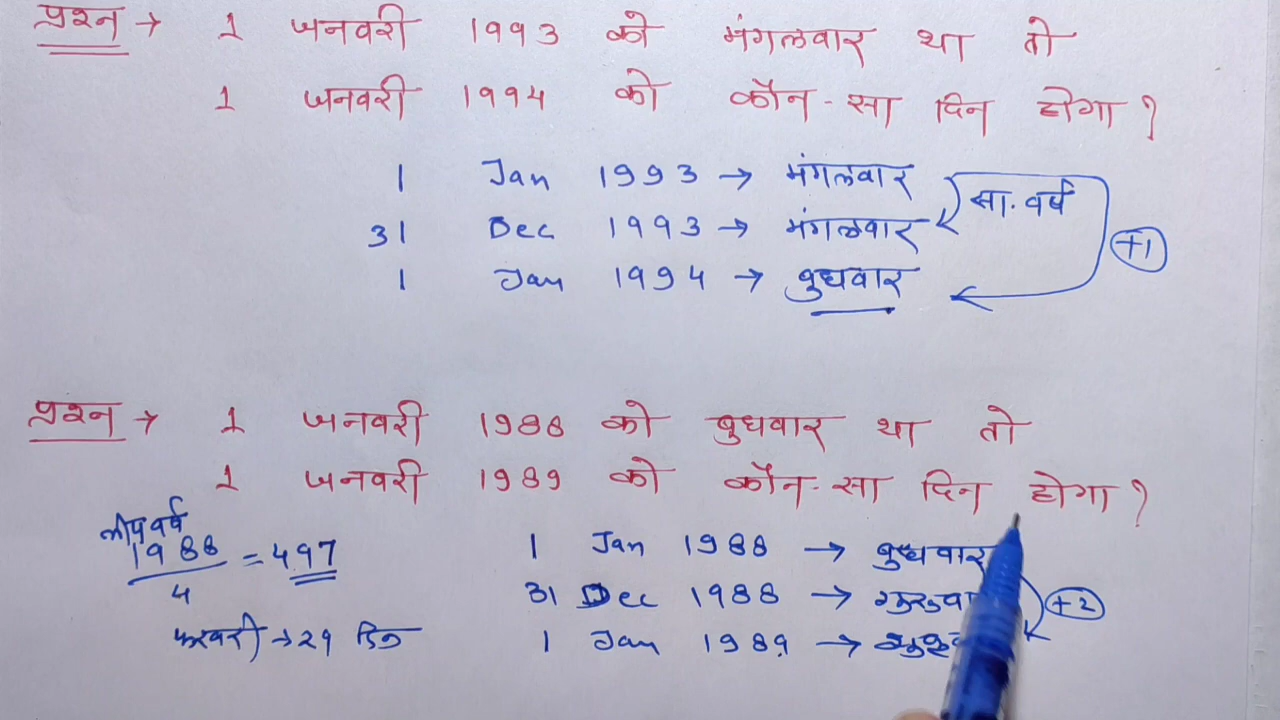 प्रश्न → 1 जनवरी 1993 को मंगलवार था तो
1 जनवरी 1994 को कौन-सा दिन होगा ?
1 Jan 1993 → मंगलवार
सा. वर्ष
31 Dec 1993 → मंगलवार
+1
1 Jan 1994 → बुधवार
प्रश्न → 1 जनवरी 1988 को बुधवार था तो
1 जनवरी 1989 को कौन-सा दिन होगा ?
लीप वर्ष
1988/4 = 497
1 Jan 1988 → बुधवार
31 Dec 1988 →
+2
फरवरी → 29 दिन
1 Jan 1989 →